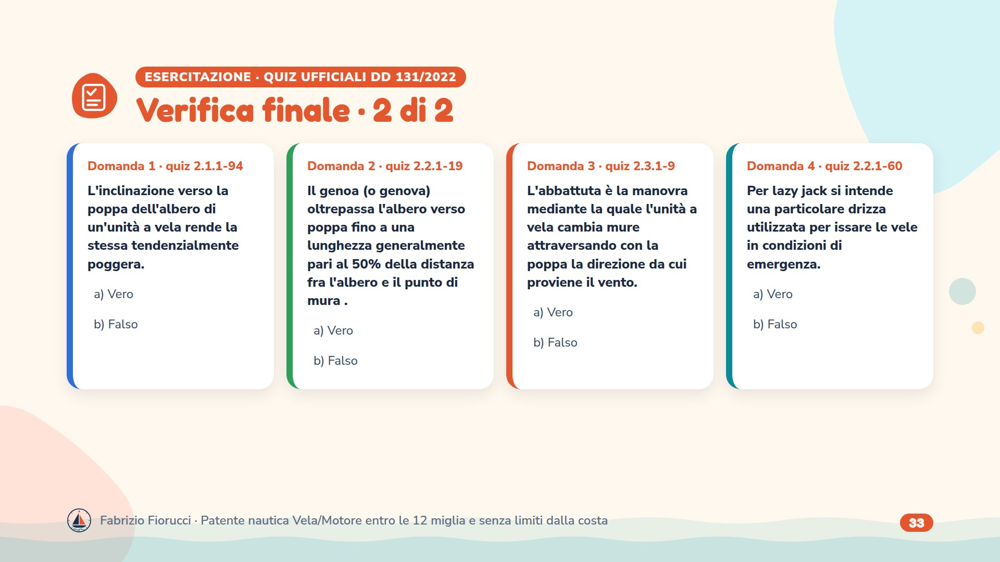 ESERCITAZIONE · QUIZ UFFICIALI DD 131/2022
Verifica finale · 2 di 2
Domanda 1 · quiz 2.1.1-94
L'inclinazione verso la
poppa dell'albero di
un'unità a vela rende la
stessa tendenzialmente
poggera.
a) Vero
b) Falso
Domanda 2 · quiz 2.2.1-19
Il genoa (o genova)
oltrepassa l'albero verso
poppa fino a una
lunghezza generalmente
pari al 50% della distanza
fra l'albero e il punto di
mura .
a) Vero
b) Falso
Domanda 3 · quiz 2.3.1-9
L'abbattuta è la manovra
mediante la quale l'unità a
vela cambia mure
attraversando con la
poppa la direzione da cui
proviene il vento.
a) Vero
b) Falso
Domanda 4 · quiz 2.2.1-60
Per lazy jack si intende
una particolare drizza
utilizzata per issare le vele
in condizioni di
emergenza.
a) Vero
b) Falso
Fabrizio Fiorucci · Patente nautica Vela/Motore entro le 12 miglia e senza limiti dalla costa
33